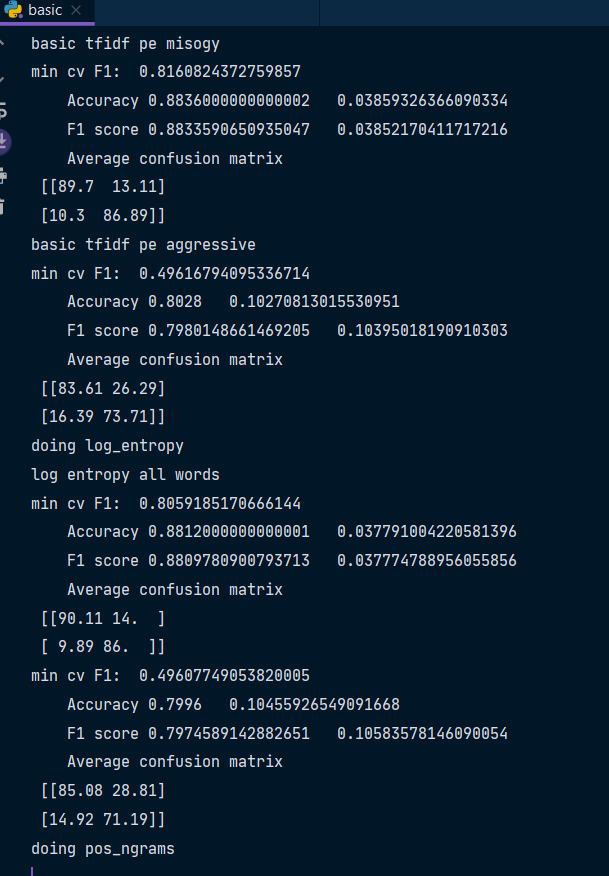 basic
basic tfidf pe misogy
min cv F1:  0.8160824372759857
    Accuracy 0.8836000000000002   0.03859326366090334
    F1 score 0.8833590650935047   0.03852170411717216
    Average confusion matrix
 [[89.7  13.11]
 [10.3  86.89]]
basic tfidf pe aggressive
min cv F1:  0.49616794095336714
    Accuracy 0.8028   0.10270813015530951
    F1 score 0.7980148661469205   0.10395018190910303
    Average confusion matrix
 [[83.61 26.29]
 [16.39 73.71]]
doing log_entropy
log entropy all words
min cv F1:  0.8059185170666144
    Accuracy 0.8812000000000001   0.037791004220581396
    F1 score 0.8809780900793713   0.037774788956055856
    Average confusion matrix
 [[90.11 14.  ]
 [ 9.89 86.  ]]
min cv F1:  0.49607749053820005
    Accuracy 0.7996   0.10455926549091668
    F1 score 0.7974589142882651   0.10583578146090054
    Average confusion matrix
 [[85.08 28.81]
 [14.92 71.19]]
doing pos_ngrams